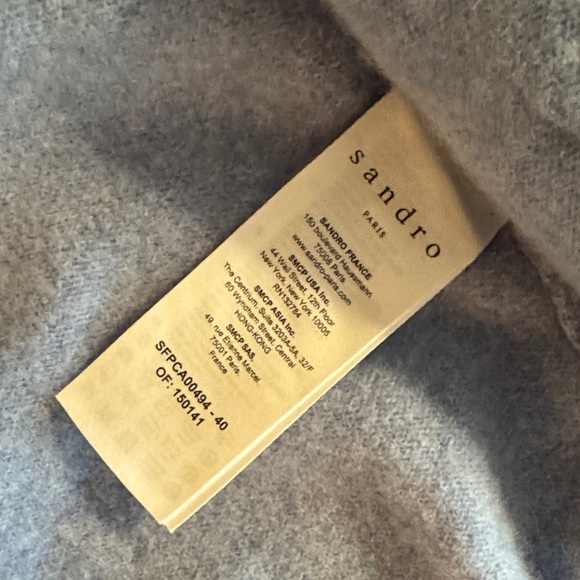 sandro
PARIS
SANDRO FRANCE,
150 boulevard Haussmann,
75008 Paris
www.sandro-paris.com
SMCP USA Inc.
44 Wall Street, 12th Floor
New York, New York 10005
RN132784
SMCP ASIA Inc.
The Centrium, Suite 3203A-5A, 32/F
60 Wyndham Street, Central
HONG-KONG
SMCP SAS,
49, rue Etienne Marcel,
75001 Paris,
France
SFPCA00494 - 40
OF: 150141